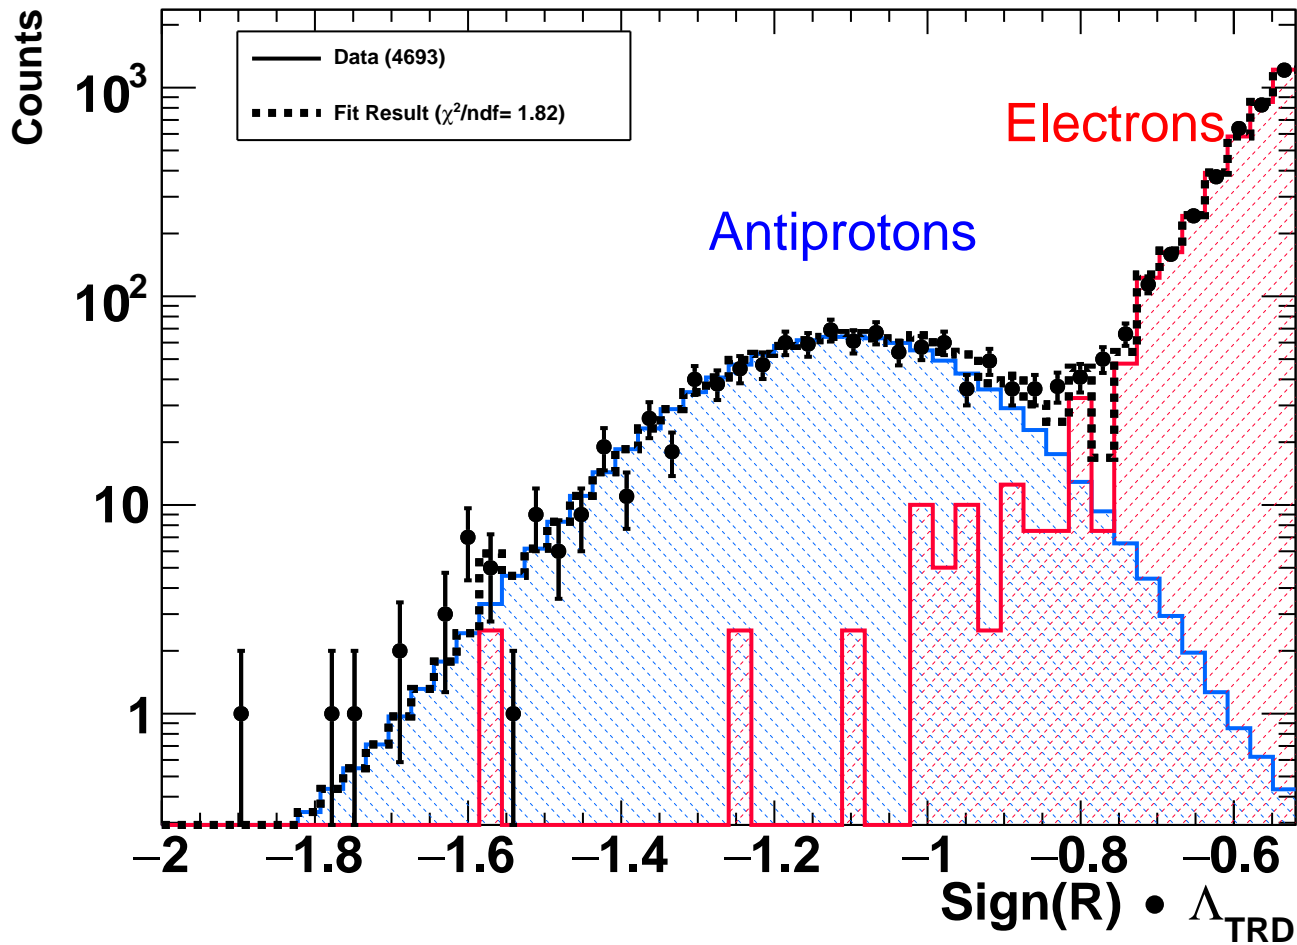 Counts
Data (4693)
Fit Result (χ²/ndf= 1.82)
Electrons
Antiprotons
10³
10²
10
1
−2 −1.8 −1.6 −1.4 −1.2 −1 −0.8 −0.6
Sign(R) • Λ_TRD